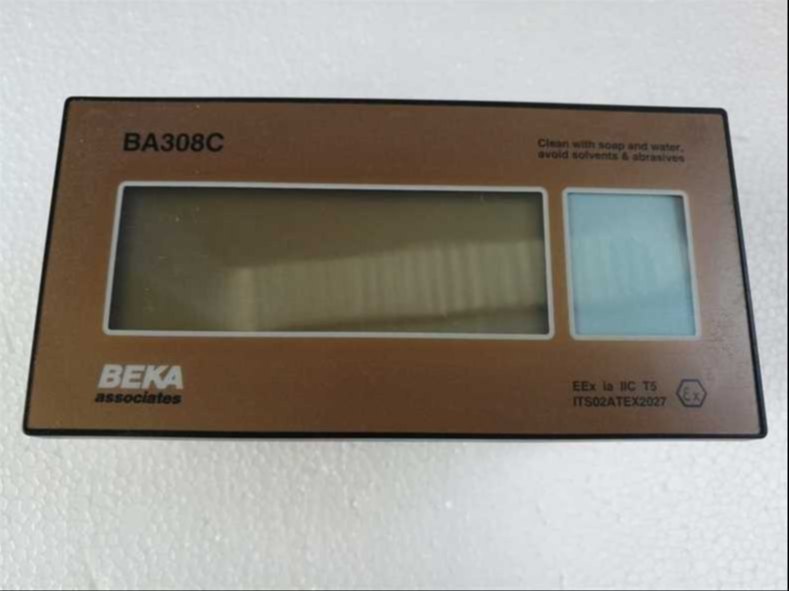 BA308C
Clean with soap and water,
avoid solvents & abrasives
BEKA
associates
EEx ia IIC T5
ITS02ATEX2027
Ex